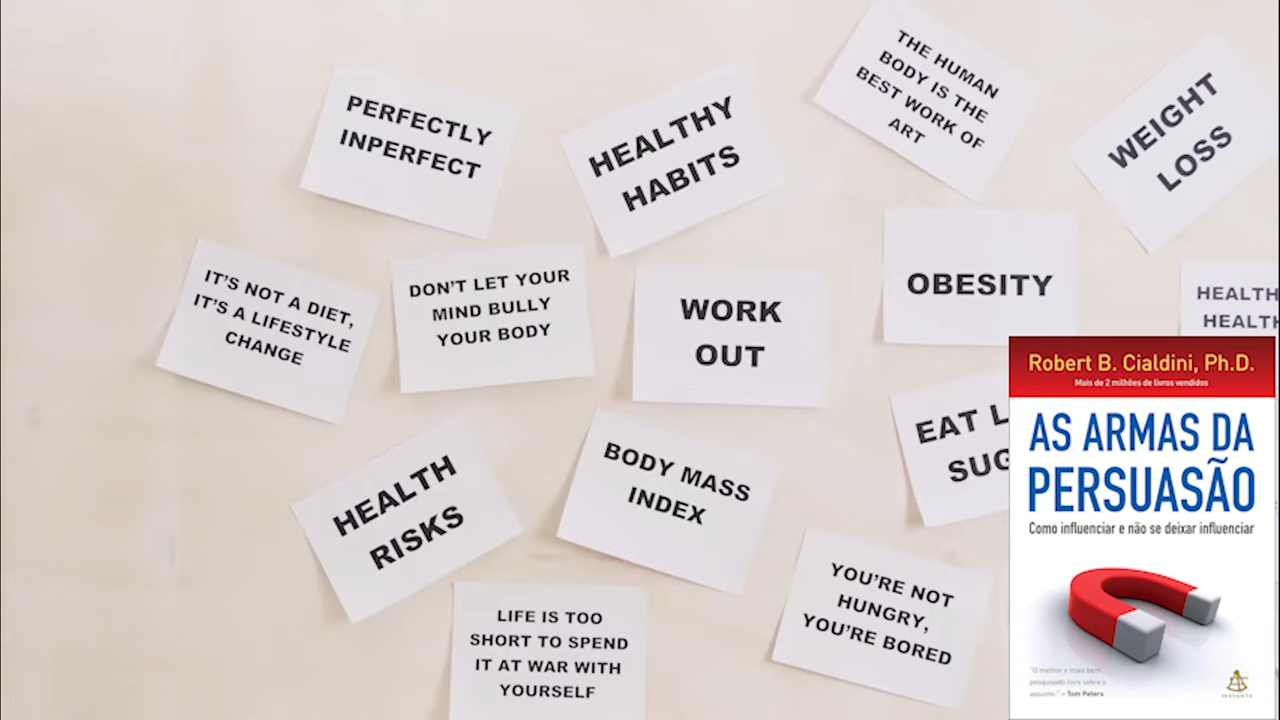 PERFECTLY
INPERFECT
HEALTHY
HABITS
THE HUMAN
BODY IS THE
BEST WORK OF
ART
WEIGHT
LOSS
IT'S NOT A DIET,
IT'S A LIFESTYLE
CHANGE
DON'T LET YOUR
MIND BULLY
YOUR BODY
WORK
OUT
OBESITY
HEALTH
HEALTH
EAT L
SUG
HEALTH
RISKS
BODY MASS
INDEX
LIFE IS TOO
SHORT TO SPEND
IT AT WAR WITH
YOURSELF
YOU'RE NOT
HUNGRY,
YOU'RE BORED
Robert B. Cialdini, Ph.D.
Mais de 2 milhões de livros vendidos
AS ARMAS DA
PERSUASÃO
Como influenciar e não se deixar influenciar
"O melhor e mais bem
pesquisado livro sobre o
assunto." – Tom Peters
SEXTANTE